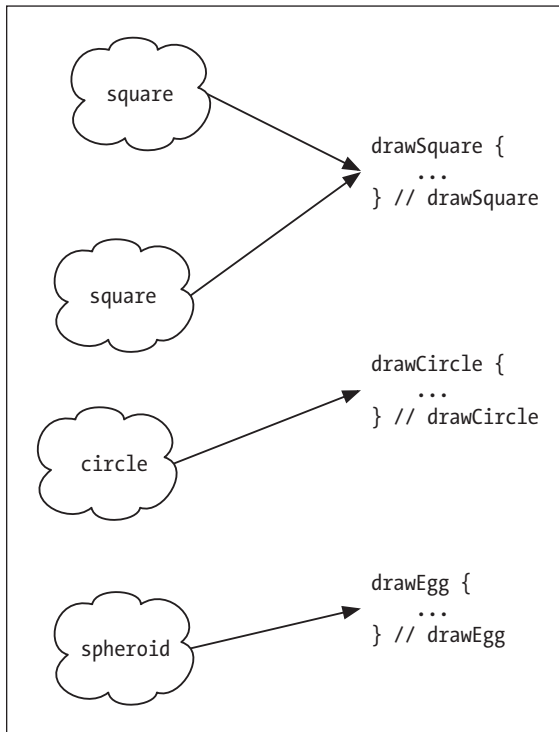 square
drawSquare {
...
} // drawSquare
square
drawCircle {
...
} // drawCircle
circle
drawEgg {
...
} // drawEgg
spheroid